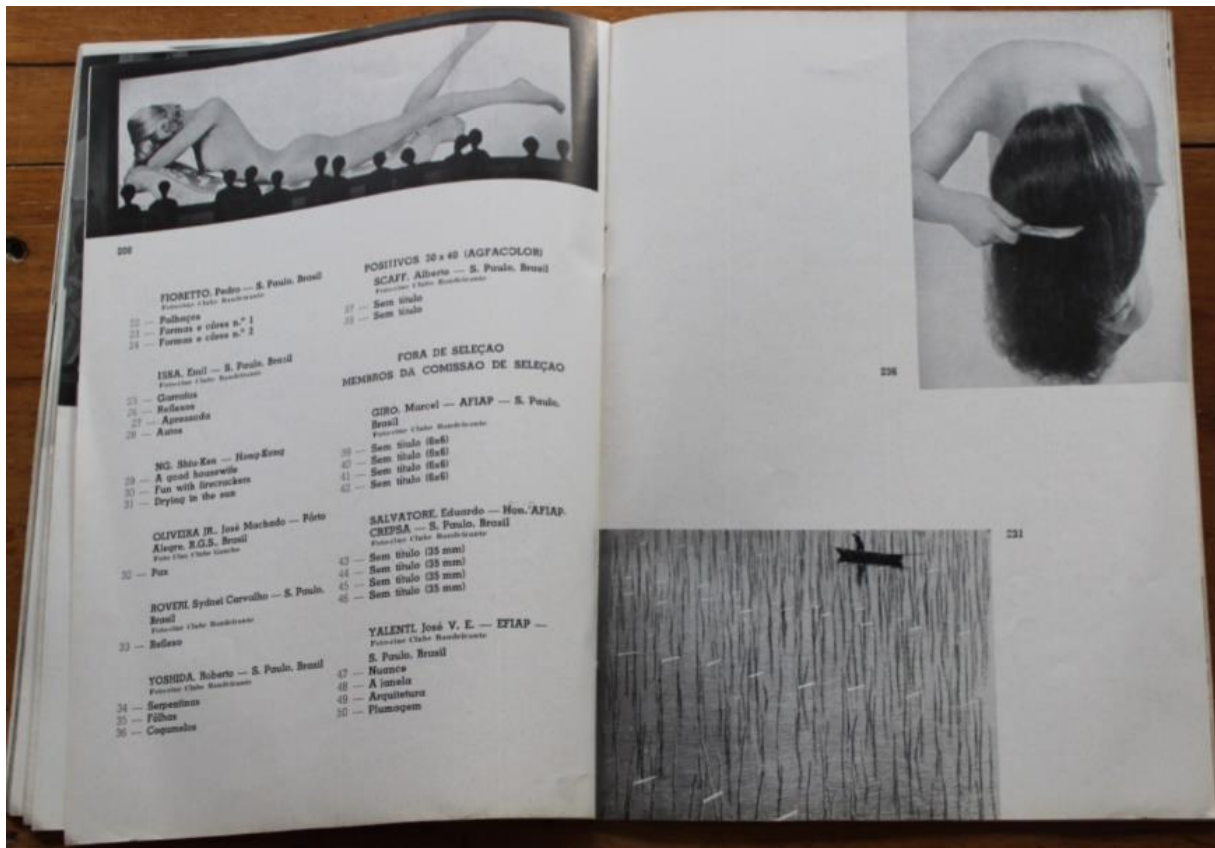 POSITIVOS 30 x 40 (AGFACOLOR)
FIORETTO, Pedro — S. Paulo, Brasil
Foto-cine Clube Bandeirante
22 — Palhaços
23 — Formas e côres n.º 1
24 — Formas e côres n.º 2
ISSA, Emil — S. Paulo, Brasil
Foto-cine Clube Bandeirante
25 — Garrafas
26 — Reflexos
27 — Apressada
28 — Autos
NG, Shiu-Ken — Hong-Kong
29 — A good housewife
30 — Fun with firecrackers
31 — Drying in the sun
OLIVEIRA JR., José Machado — Pôrto
Alegre, R.G.S., Brasil
Foto Cine Clube Gaucho
32 — Paz
ROVERI, Sydnei Carvalho — S. Paulo,
Brasil
Foto-cine Clube Bandeirante
33 — Reflexo
YOSHIDA, Roberto — S. Paulo, Brasil
Foto-cine Clube Bandeirante
34 — Serpentinas
35 — Fôlhas
36 — Cogumelos
SCAFF, Alberto — S. Paulo, Brasil
Foto-cine Clube Bandeirante
37 — Sem título
38 — Sem título
FORA DE SELEÇÃO
MEMBROS DA COMISSÃO DE SELEÇÃO
GIRO, Marcel — AFIAP — S. Paulo,
Brasil
Foto-cine Clube Bandeirante
39 — Sem título (6x6)
40 — Sem título (6x6)
41 — Sem título (6x6)
42 — Sem título (6x6)
SALVATORE, Eduardo — Hon. AFIAP,
CREPSA — S. Paulo, Brasil
Foto-cine Clube Bandeirante
43 — Sem título (35 mm)
44 — Sem título (35 mm)
45 — Sem título (35 mm)
46 — Sem título (35 mm)
YALENTI, José V. E. — EFIAP —
Foto-cine Clube Bandeirante
S. Paulo, Brasil
47 — Nuance
48 — A janela
49 — Arquitetura
50 — Plumagem
236
231